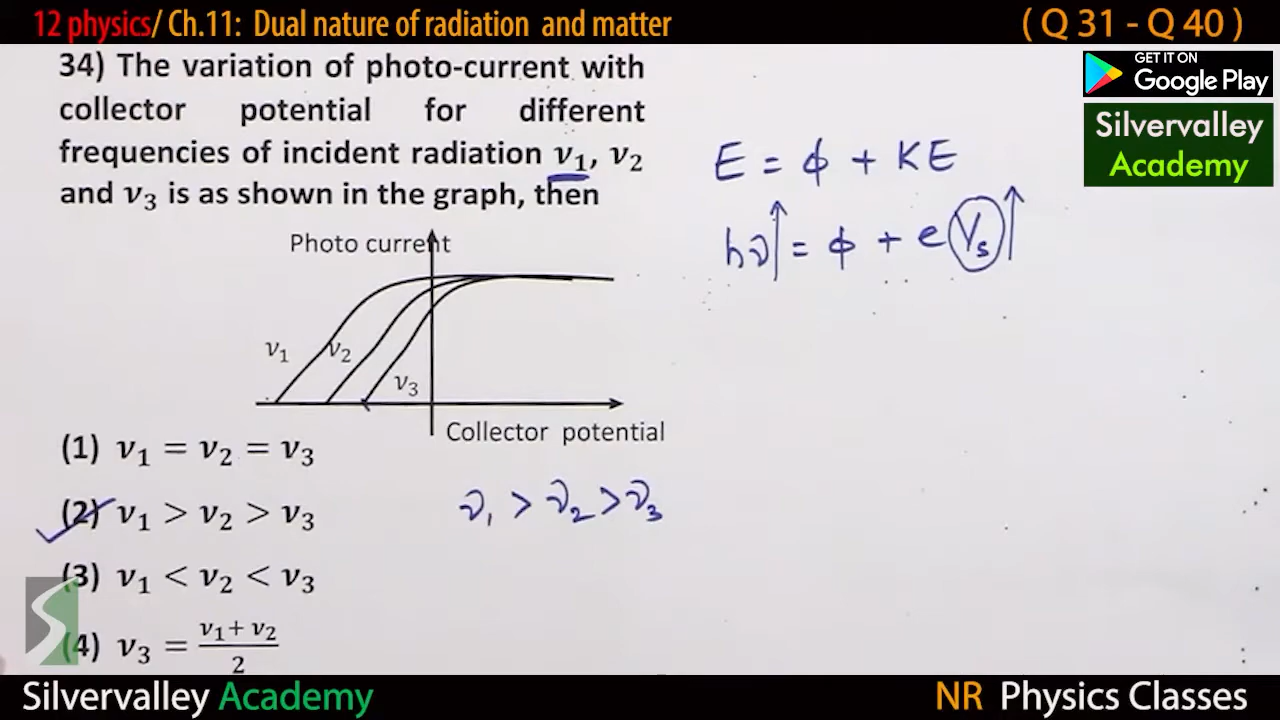 12 physics/ Ch.11: Dual nature of radiation and matter
( Q 31 - Q 40 )
GET IT ON
Google Play
Silvervalley
Academy
34) The variation of photo-current with
collector potential for different
frequencies of incident radiation ν₁, ν₂
and ν₃ is as shown in the graph, then
E = ϕ + KE
hν = ϕ + eVₛ
Photo current
ν₁
ν₂
ν₃
Collector potential
(1) ν₁ = ν₂ = ν₃
(2) ν₁ > ν₂ > ν₃
ν₁ > ν₂ > ν₃
(3) ν₁ < ν₂ < ν₃
(4) ν₃ = (ν₁+ ν₂)/2
Silvervalley Academy
NR Physics Classes